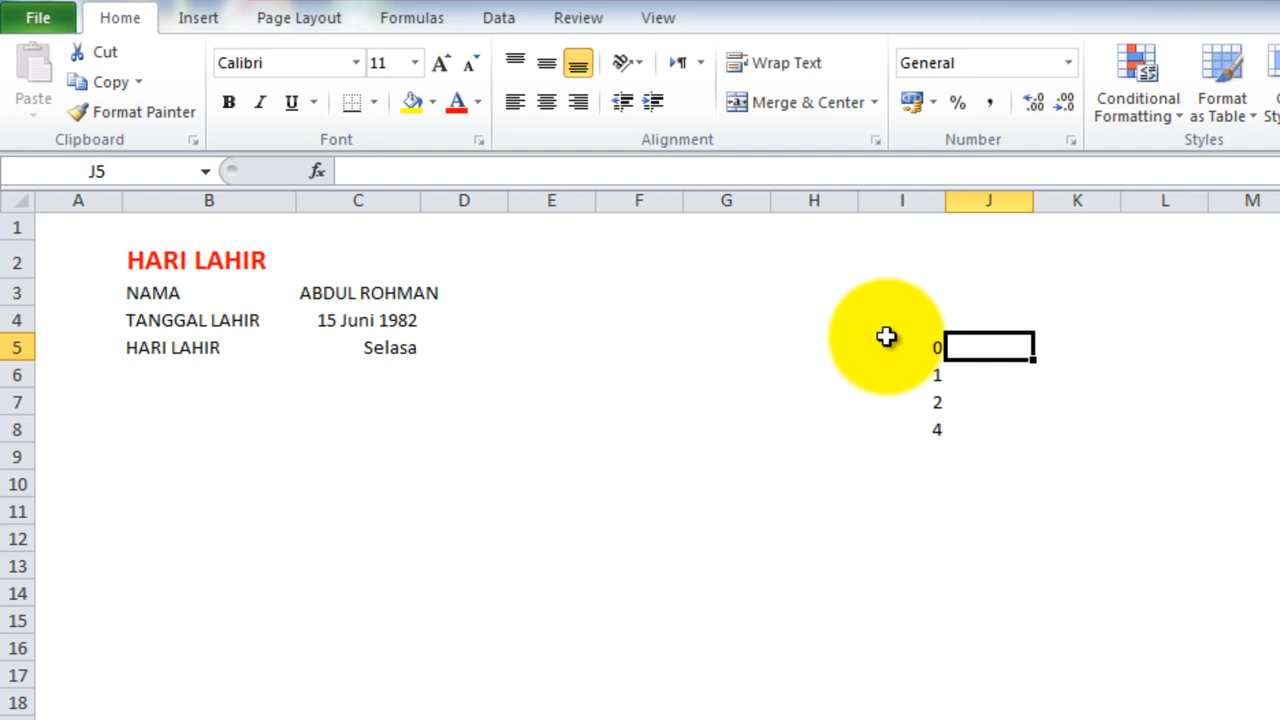 File Home Insert Page Layout Formulas Data Review View
Cut
Copy
Format Painter
Paste
Clipboard
Calibri 11
B I U
Font
Wrap Text
Merge & Center
Alignment
General
% , .0 .00 .00 .0
Number
Conditional Formatting
Format as Table
Styles
J5 fx
A B C D E F G H I J K L M
1
2 HARI LAHIR
3 NAMA ABDUL ROHMAN
4 TANGGAL LAHIR 15 Juni 1982
5 HARI LAHIR Selasa 0
6 1
7 2
8 4
9
10
11
12
13
14
15
16
17
18